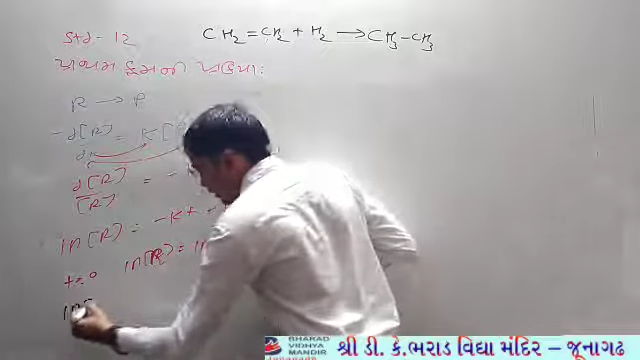 Std - 12
CH₂=CH₂ + H₂ → CH₃-CH₃
પ્રથમ ક્રમની પ્રક્રિયા:
R → P
-d[R] = K[R
dt
d[R] = -
[R]
ln[R] = -Kt
t=0 ln[R] = ln
ln[
BHARAD
VIDHYA
MANDIR
Junagadh
શ્રી ડી. કે.ભરાડ વિદ્યા મંદિર – જૂનાગઢ